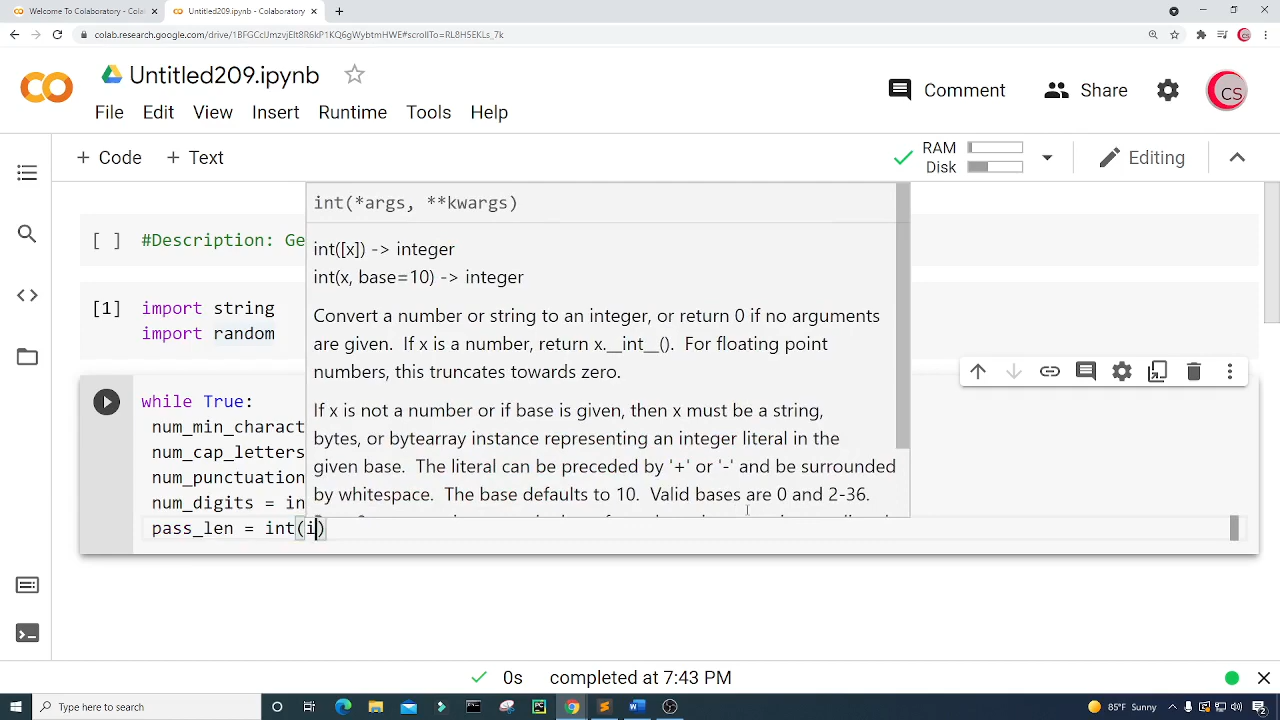 Welcome To Colaboratory - Colab
Untitled209.ipynb - Colaboratory
colab.research.google.com/drive/
Untitled209.ipynb
Comment
Share
CS
File Edit View Insert Runtime Tools Help
+ Code + Text
RAM
Disk
Editing
int(*args, **kwargs)
[ ] #Description: Ge
int([x]) -> integer
int(x, base=10) -> integer
[1] import string
import random
Convert a number or string to an integer, or return 0 if no arguments
are given. If x is a number, return x.__int__(). For floating point
numbers, this truncates towards zero.
while True:
If x is not a number or if base is given, then x must be a string,
num_min_charact
bytes, or bytearray instance representing an integer literal in the
num_cap_letters
given base. The literal can be preceded by '+' or '-' and be surrounded
num_punctuation
by whitespace. The base defaults to 10. Valid bases are 0 and 2-36.
num_digits = in
pass_len = int(i)
0s completed at 7:43 PM
Type here to search
85°F Sunny